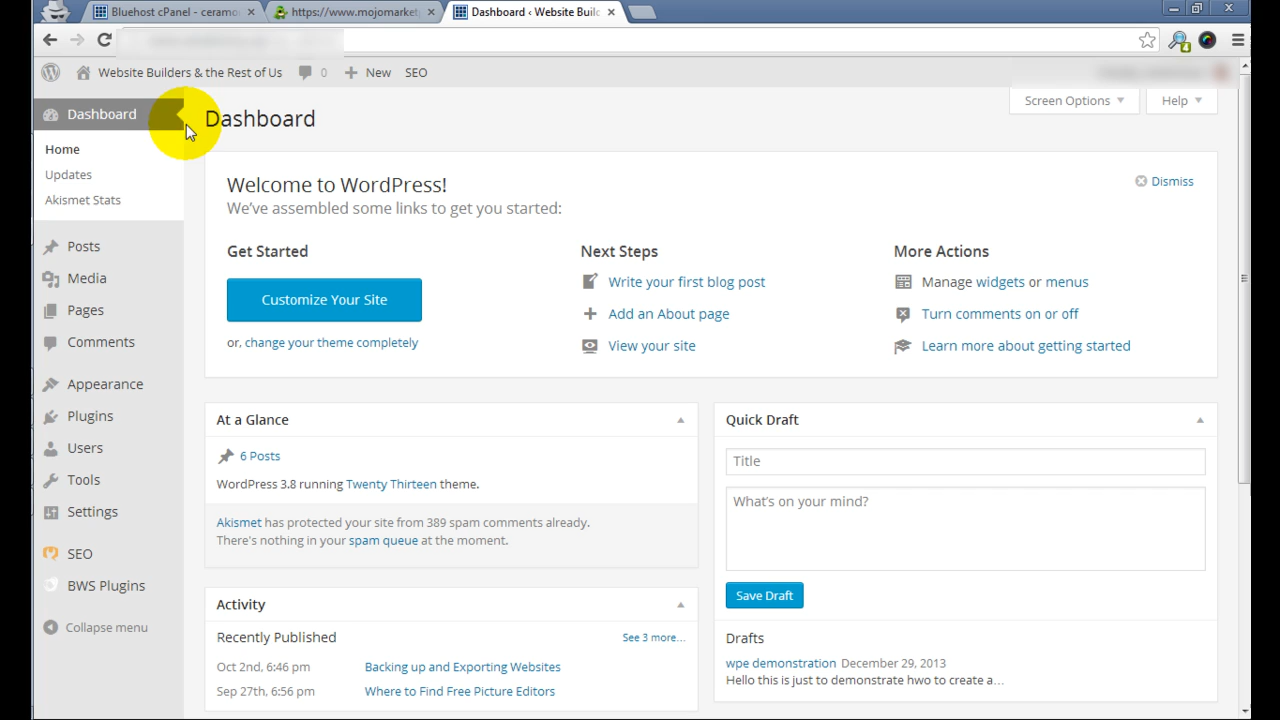 Bluehost cPanel - ceramo
https://www.mojomarket
Dashboard ‹ Website Buil
Website Builders & the Rest of Us
0
New
SEO
Dashboard
Dashboard
Screen Options
Help
Home
Updates
Akismet Stats
Welcome to WordPress!
Dismiss
We've assembled some links to get you started:
Posts
Media
Pages
Comments
Appearance
Plugins
Users
Tools
Settings
SEO
BWS Plugins
Collapse menu
Get Started
Customize Your Site
or, change your theme completely
Next Steps
Write your first blog post
Add an About page
View your site
More Actions
Manage widgets or menus
Turn comments on or off
Learn more about getting started
At a Glance
6 Posts
WordPress 3.8 running Twenty Thirteen theme.
Akismet has protected your site from 389 spam comments already.
There's nothing in your spam queue at the moment.
Activity
Recently Published
See 3 more...
Oct 2nd, 6:46 pm
Backing up and Exporting Websites
Sep 27th, 6:56 pm
Where to Find Free Picture Editors
Quick Draft
Title
What's on your mind?
Save Draft
Drafts
wpe demonstration December 29, 2013
Hello this is just to demonstrate hwo to create a…